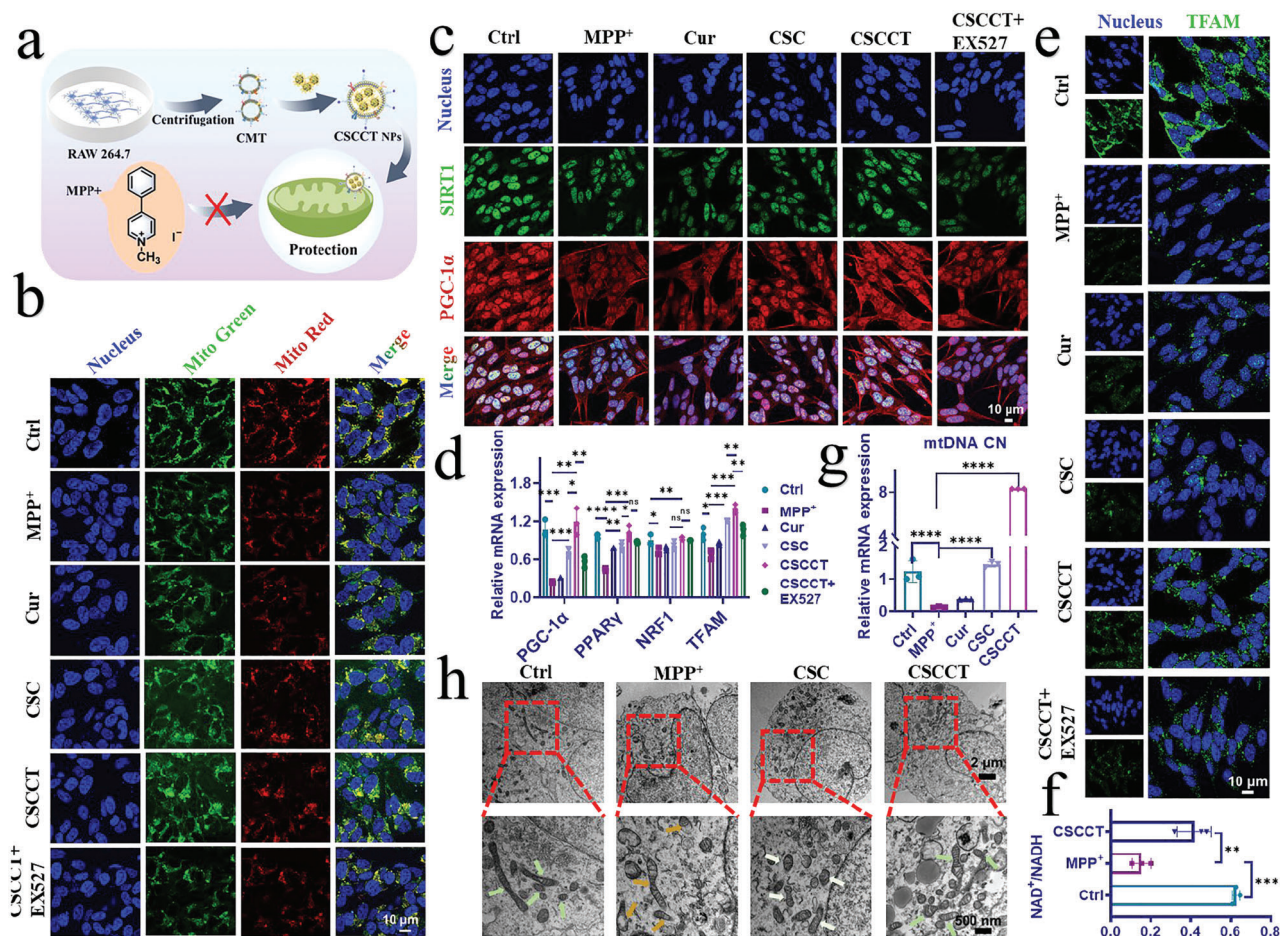 a
Centrifugation
CMT
CSCCT NPs
RAW 264.7
MPP+
N
+
CH₃
I⁻
Protection
b
Nucleus
Mito Green
Mito Red
Merge
Ctrl
MPP⁺
Cur
CSC
CSCCT
CSCCT+
EX527
10 μm
c
Ctrl
MPP⁺
Cur
CSC
CSCCT
CSCCT+
EX527
Nucleus
SIRT1
PGC-1α
Merge
10 μm
d
Relative mRNA expression
1.8
1.2
0.6
0.0
PGC-1α
PPARγ
NRF1
TFAM
***
**
**
*
***
****
***
**
*
ns
*
**
ns
ns
*
***
***
**
**
Ctrl
MPP⁺
Cur
CSC
CSCCT
CSCCT+
EX527
g
mtDNA CN
Relative mRNA expression
8
2
1
0
****
****
****
Ctrl
MPP⁺
Cur
CSC
CSCCT
e
Nucleus
TFAM
Ctrl
MPP⁺
Cur
CSC
CSCCT
CSCCT+
EX527
10 μm
f
NAD⁺/NADH
CSCCT
MPP⁺
Ctrl
**
***
0.0
0.2
0.4
0.6
0.8
h
Ctrl
MPP⁺
CSC
CSCCT
2 μm
500 nm